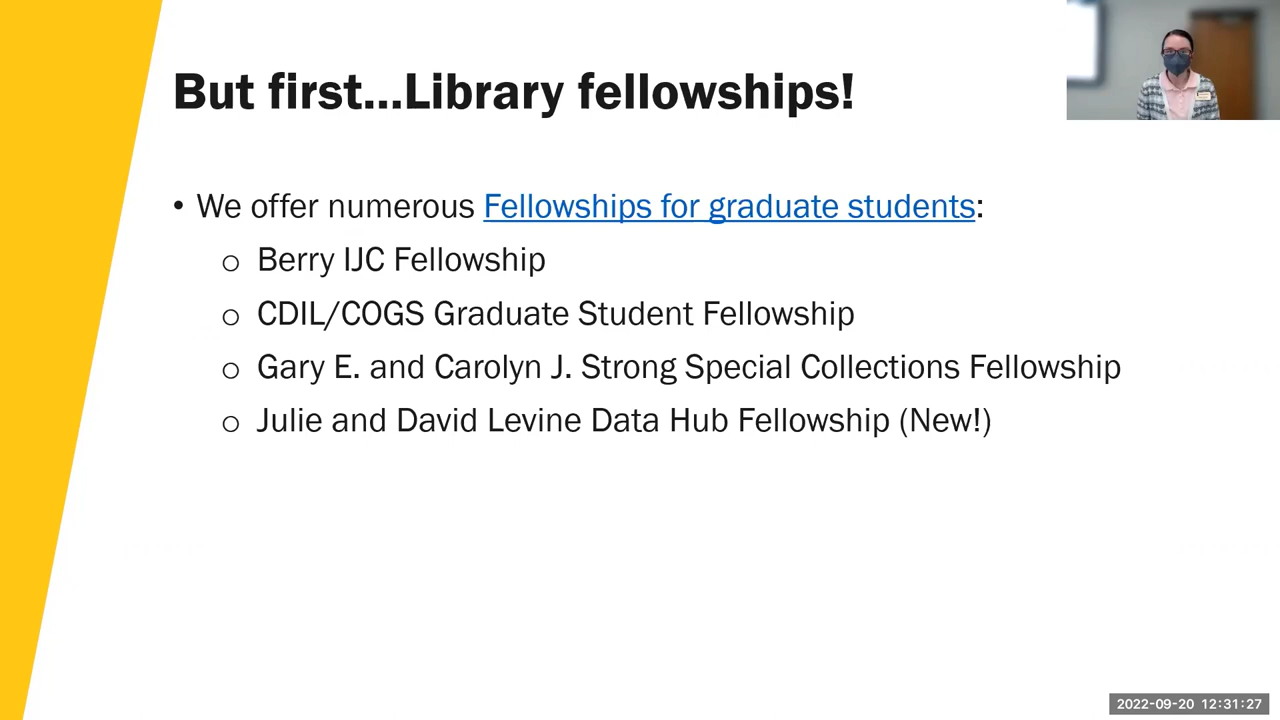 But first...Library fellowships!
• We offer numerous Fellowships for graduate students:
o Berry IJC Fellowship
o CDIL/COGS Graduate Student Fellowship
o Gary E. and Carolyn J. Strong Special Collections Fellowship
o Julie and David Levine Data Hub Fellowship (New!)
2022-09-20 12:31:27